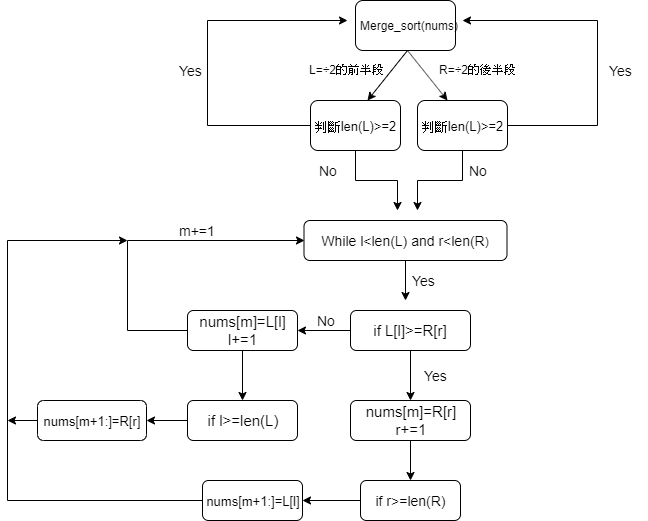 Merge_sort(nums)
Yes
L=÷2的前半段
R=÷2的後半段
Yes
判斷len(L)>=2
判斷len(L)>=2
No
No
m+=1
While l<len(L) and r<len(R)
Yes
nums[m]=L[l]
l+=1
No
if L[l]>=R[r]
Yes
nums[m+1:]=R[r]
if l>=len(L)
nums[m]=R[r]
r+=1
nums[m+1:]=L[l]
if r>=len(R)